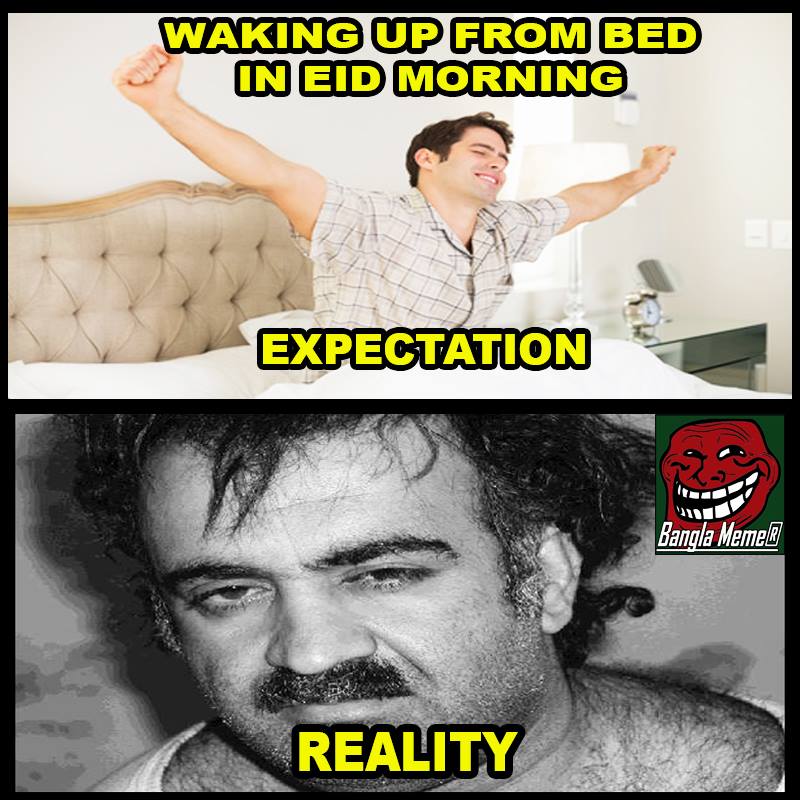 WAKING UP FROM BED
IN EID MORNING
EXPECTATION
Bangla Meme®
REALITY